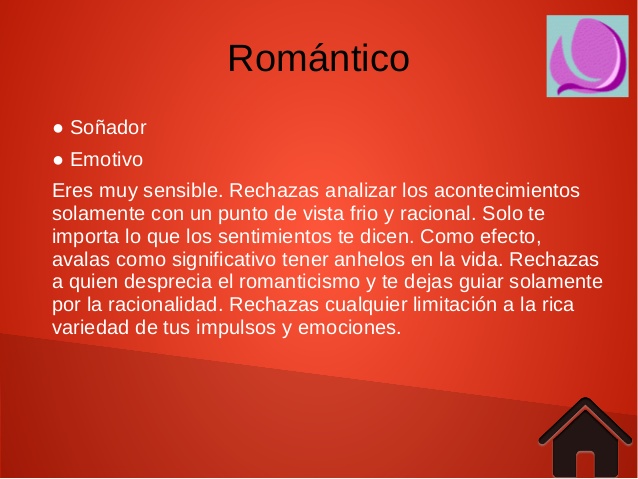 Romántico
● Soñador
● Emotivo
Eres muy sensible. Rechazas analizar los acontecimientos
solamente con un punto de vista frio y racional. Solo te
importa lo que los sentimientos te dicen. Como efecto,
avalas como significativo tener anhelos en la vida. Rechazas
a quien desprecia el romanticismo y te dejas guiar solamente
por la racionalidad. Rechazas cualquier limitación a la rica
variedad de tus impulsos y emociones.